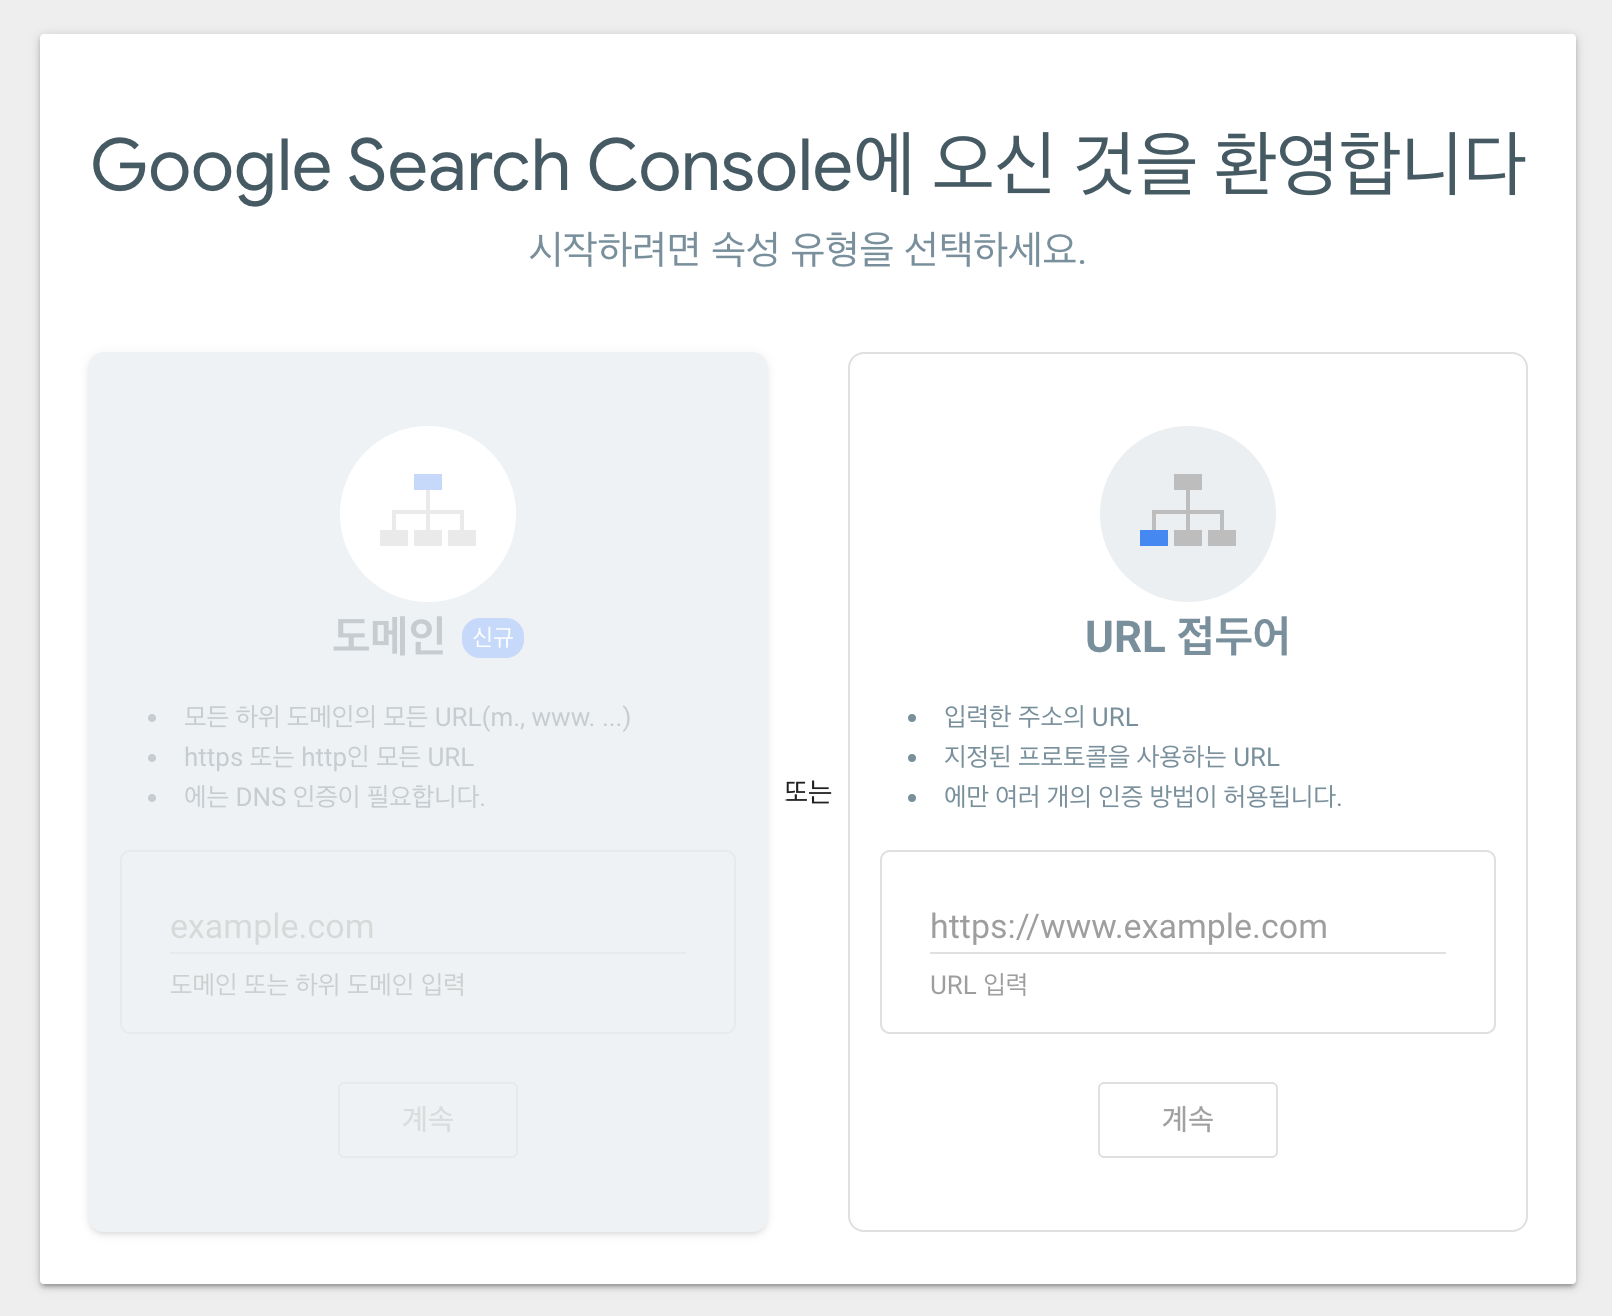 Google Search Console에 오신 것을 환영합니다
시작하려면 속성 유형을 선택하세요.
도메인 신규
모든 하위 도메인의 모든 URL(m., www. ...)
https 또는 http인 모든 URL
에는 DNS 인증이 필요합니다.
example.com
도메인 또는 하위 도메인 입력
계속
또는
URL 접두어
입력한 주소의 URL
지정된 프로토콜을 사용하는 URL
에만 여러 개의 인증 방법이 허용됩니다.
https://www.example.com
URL 입력
계속